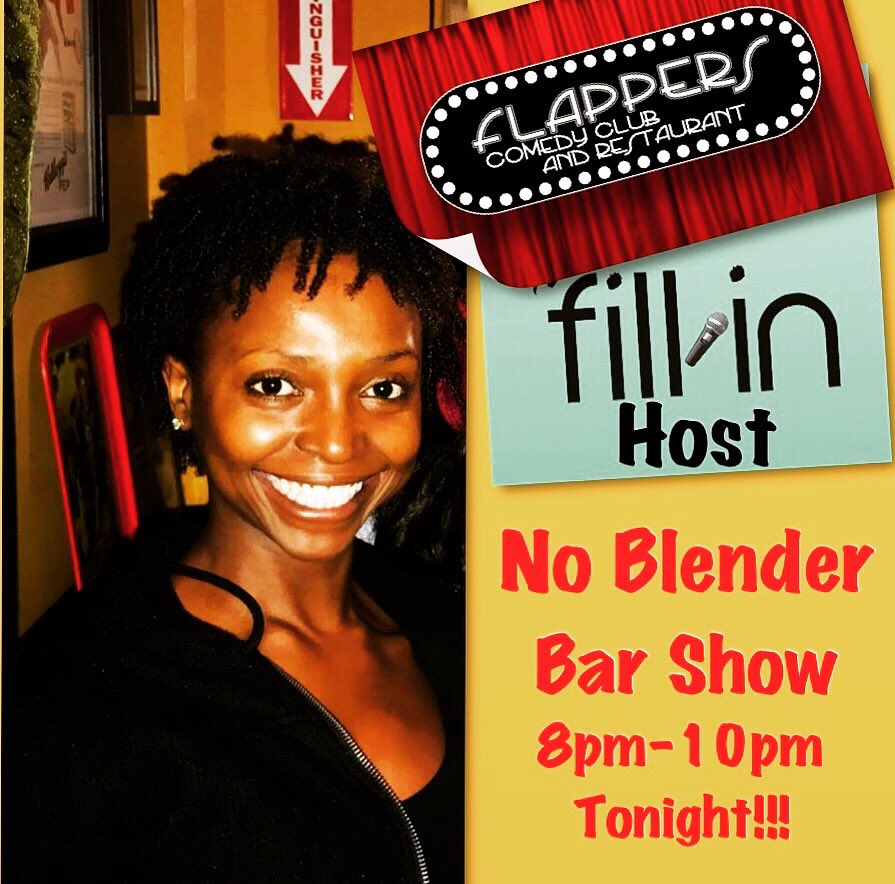 NGUISHER
FLAPPERS
COMEDY CLUB
AND RESTAURANT
fill-in
Host
No Blender
Bar Show
8pm-10pm
Tonight!!!